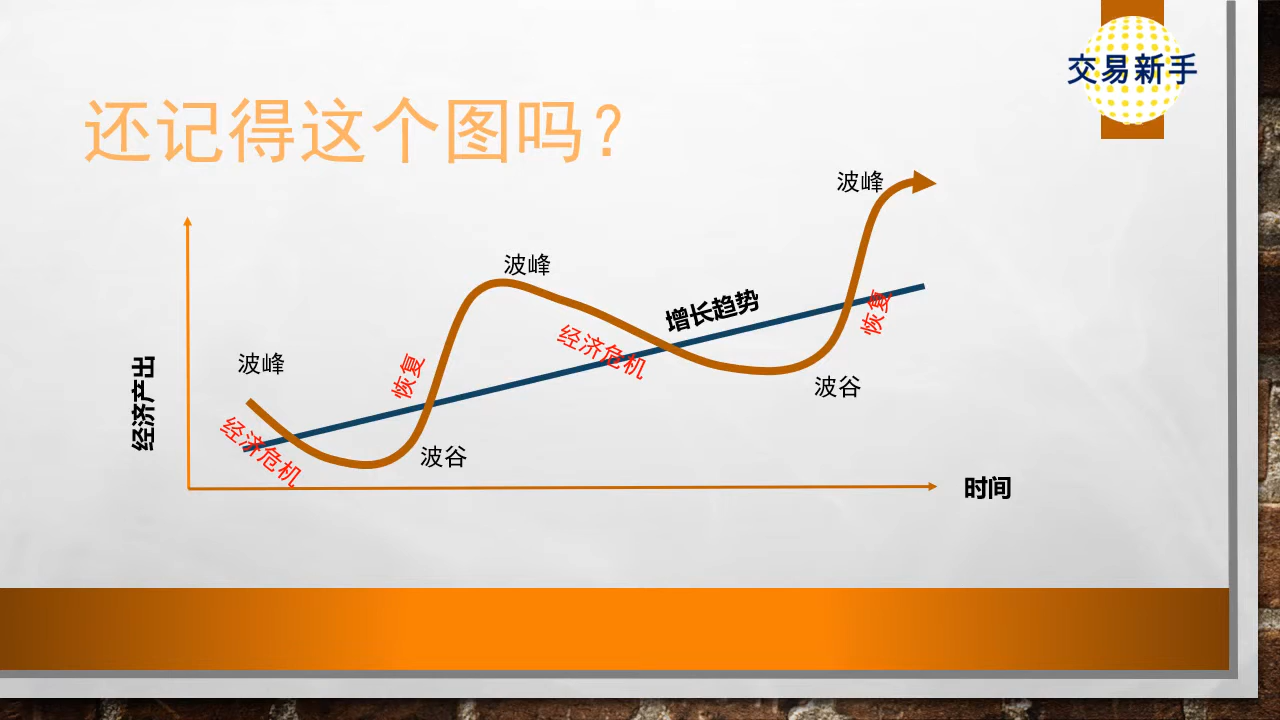 交易新手
还记得这个图吗？
波峰
波峰
增长趋势
恢复
经济危机
波峰
恢复
波谷
经济产出
经济危机
波谷
时间